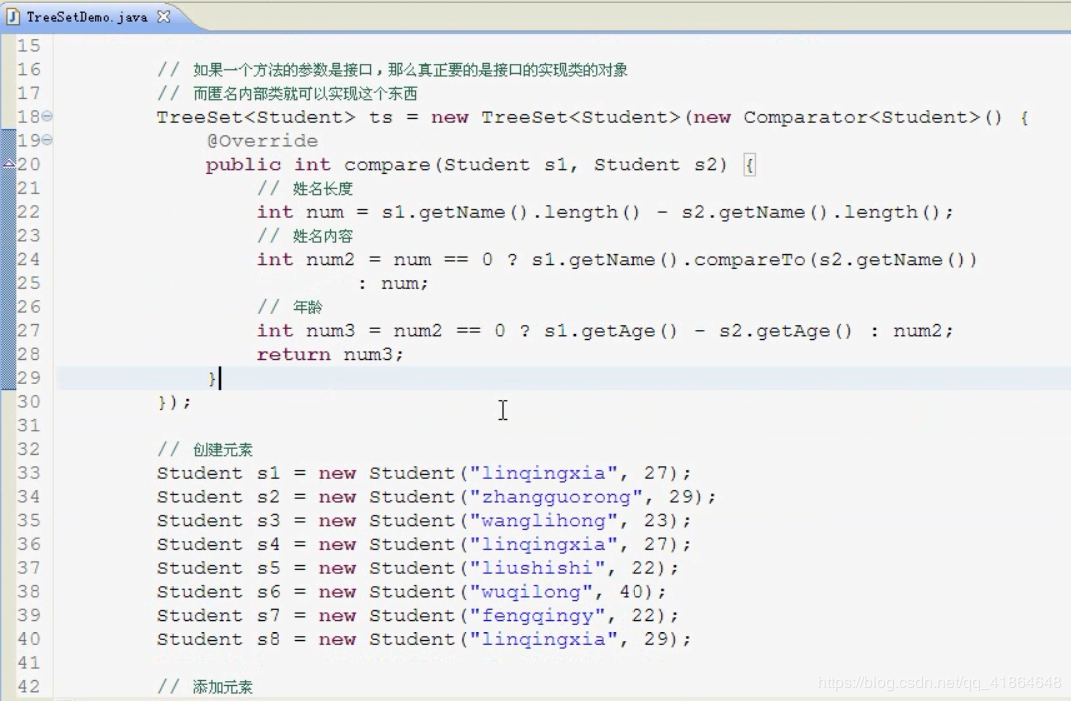 TreeSetDemo.java
15
16 // 如果一个方法的参数是接口，那么真正要的是接口的实现类的对象
17 // 而匿名内部类就可以实现这个东西
18 TreeSet<Student> ts = new TreeSet<Student>(new Comparator<Student>() {
19 @Override
20 public int compare(Student s1, Student s2) {
21 // 姓名长度
22 int num = s1.getName().length() - s2.getName().length();
23 // 姓名内容
24 int num2 = num == 0 ? s1.getName().compareTo(s2.getName())
25 : num;
26 // 年龄
27 int num3 = num2 == 0 ? s1.getAge() - s2.getAge() : num2;
28 return num3;
29 }
30 });
31
32 // 创建元素
33 Student s1 = new Student("linqingxia", 27);
34 Student s2 = new Student("zhangguorong", 29);
35 Student s3 = new Student("wanglihong", 23);
36 Student s4 = new Student("linqingxia", 27);
37 Student s5 = new Student("liushishi", 22);
38 Student s6 = new Student("wuqilong", 40);
39 Student s7 = new Student("fengqingy", 22);
40 Student s8 = new Student("linqingxia", 29);
41
42 // 添加元素
https://blog.csdn.net/qq_41864648